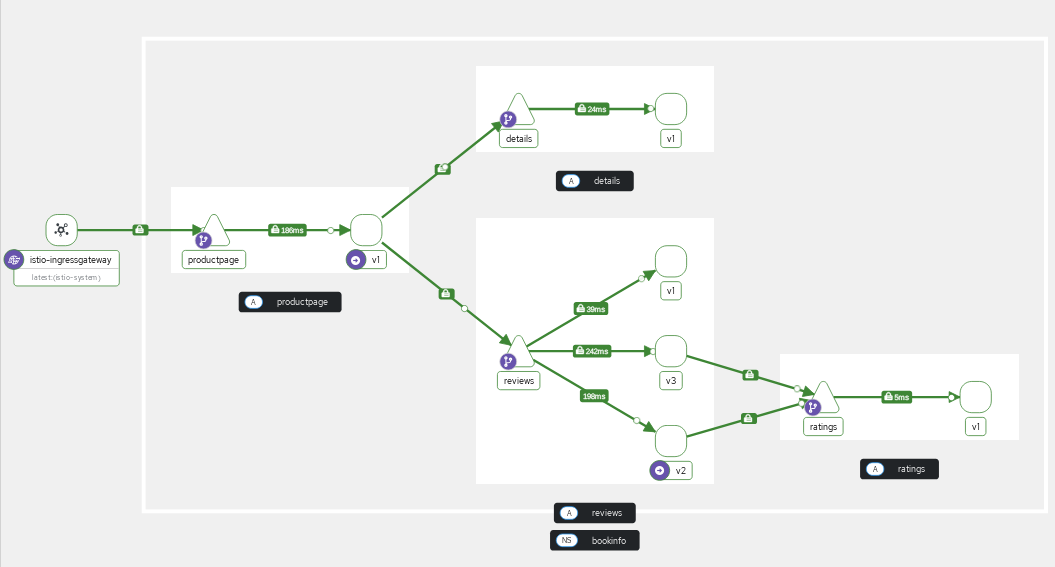 24ms
details
v1
A details
186ms
istio-ingressgateway
latest:(istio-system)
productpage
v1
A productpage
39ms
v1
242ms
reviews
v3
198ms
v2
5ms
ratings
v1
A ratings
A reviews
NS bookinfo